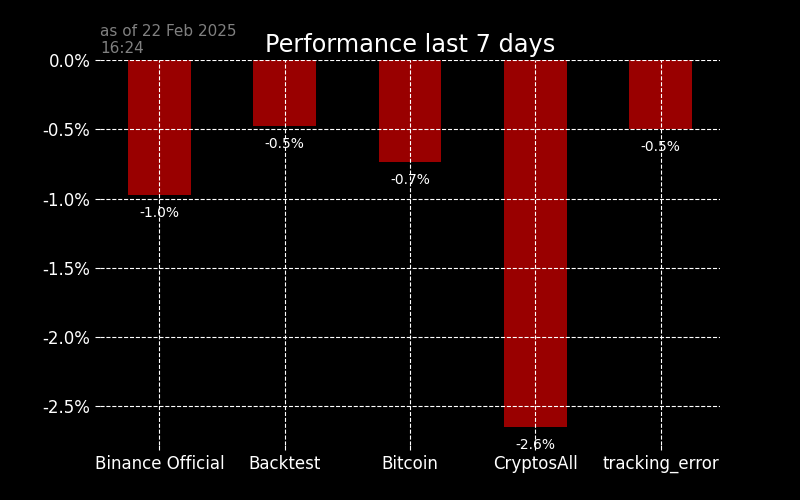 as of 22 Feb 2025
16:24
Performance last 7 days
0.0%
-0.5%
-1.0%
-1.5%
-2.0%
-2.5%
-1.0%
-0.5%
-0.7%
-2.6%
-0.5%
Binance Official
Backtest
Bitcoin
CryptosAll
tracking_error